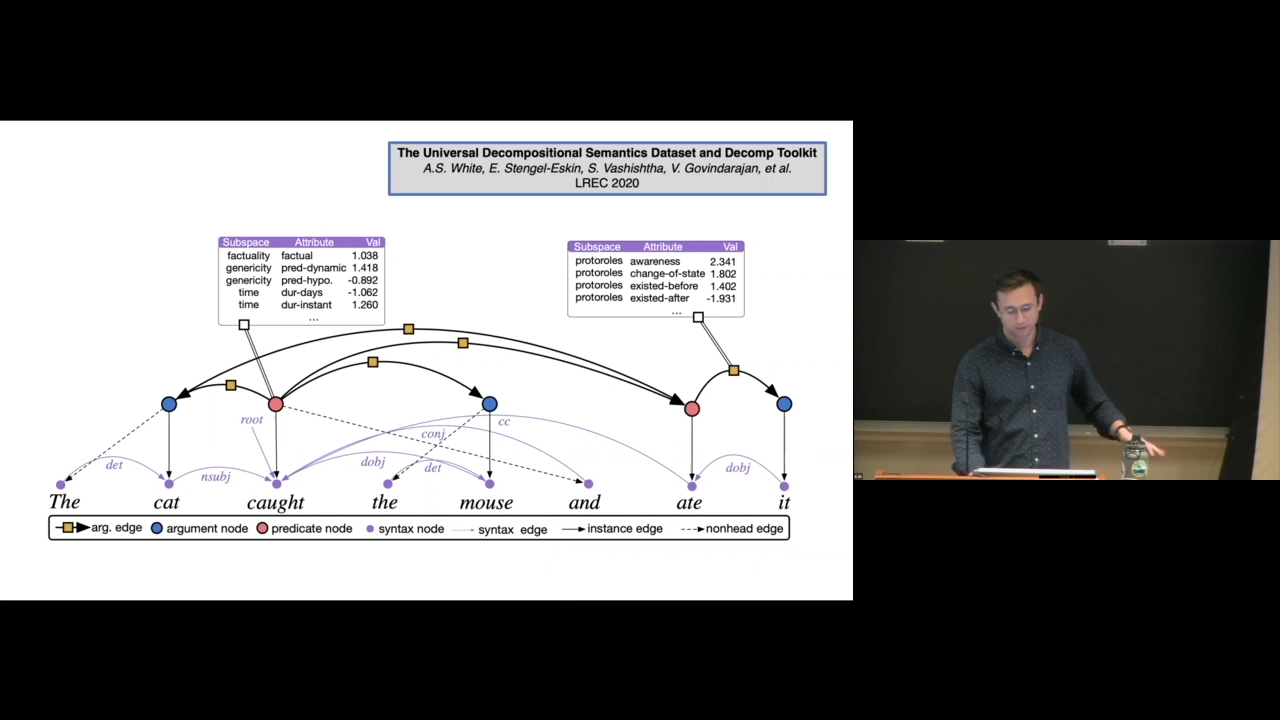 The Universal Decompositional Semantics Dataset and Decomp Toolkit
A.S. White, E. Stengel-Eskin, S. Vashishtha, V. Govindarajan, et al.
LREC 2020
Subspace Attribute Val
factuality factual 1.038
genericity pred-dynamic 1.418
genericity pred-hypo. -0.892
time dur-days -1.062
time dur-instant 1.260
...
Subspace Attribute Val
protoroles awareness 2.341
protoroles change-of-state 1.802
protoroles existed-before 1.402
protoroles existed-after -1.931
...
root
cc
conj
det
nsubj
dobj
det
dobj
The cat caught the mouse and ate it
arg. edge argument node predicate node syntax node syntax edge instance edge nonhead edge